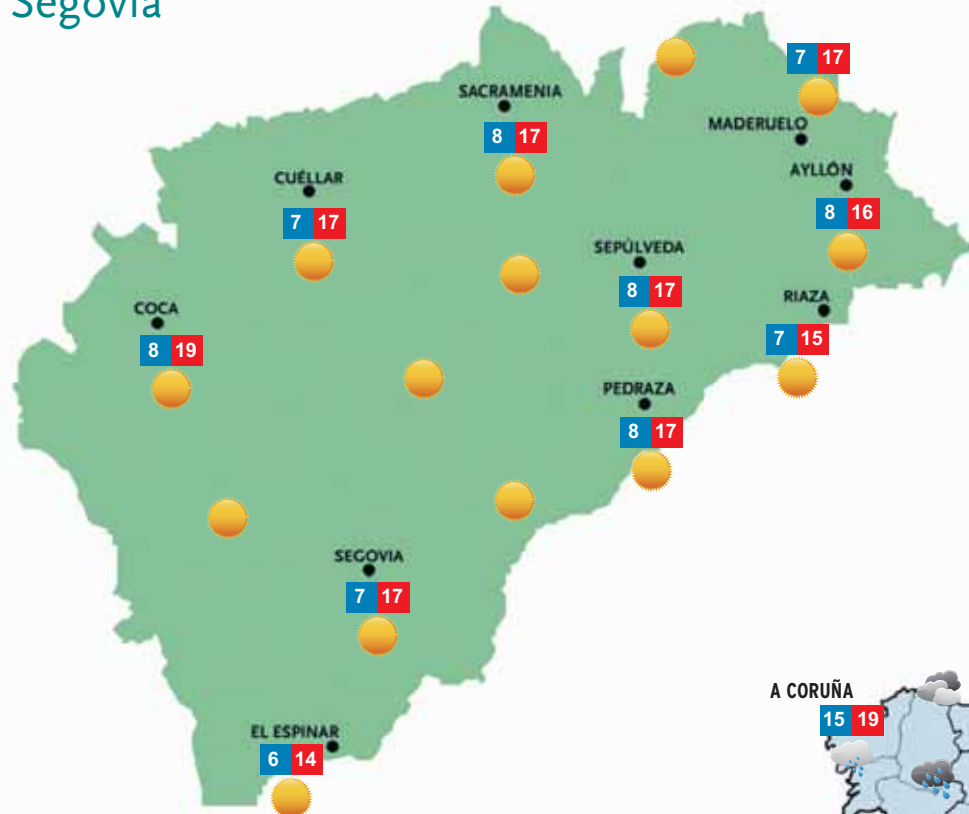 Segovia
7 17
SACRAMENIA
8 17
MADERUELO
CUÉLLAR
7 17
AYLLÓN
8 16
SEPÚLVEDA
8 17
COCA
8 19
RIAZA
7 15
PEDRAZA
8 17
SEGOVIA
7 17
A CORUÑA
15 19
EL ESPINAR
6 14